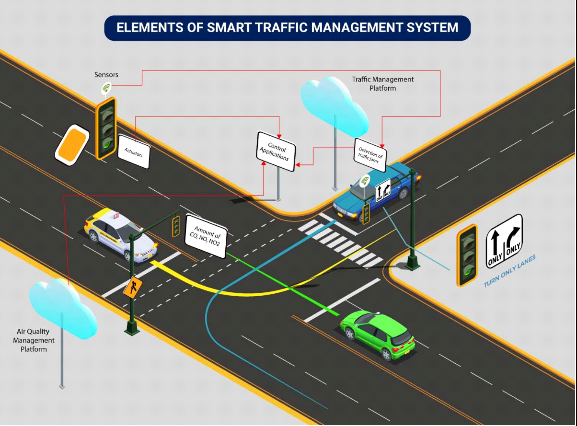 ELEMENTS OF SMART TRAFFIC MANAGEMENT SYSTEM
Sensors
Traffic Management
Platform
Actuators
Control
Applications
Detection of
traffic jams
Amount of
CO, NO, NO2
ONLY ONLY
TURN ONLY LANES
Air Quality
Management
Platform